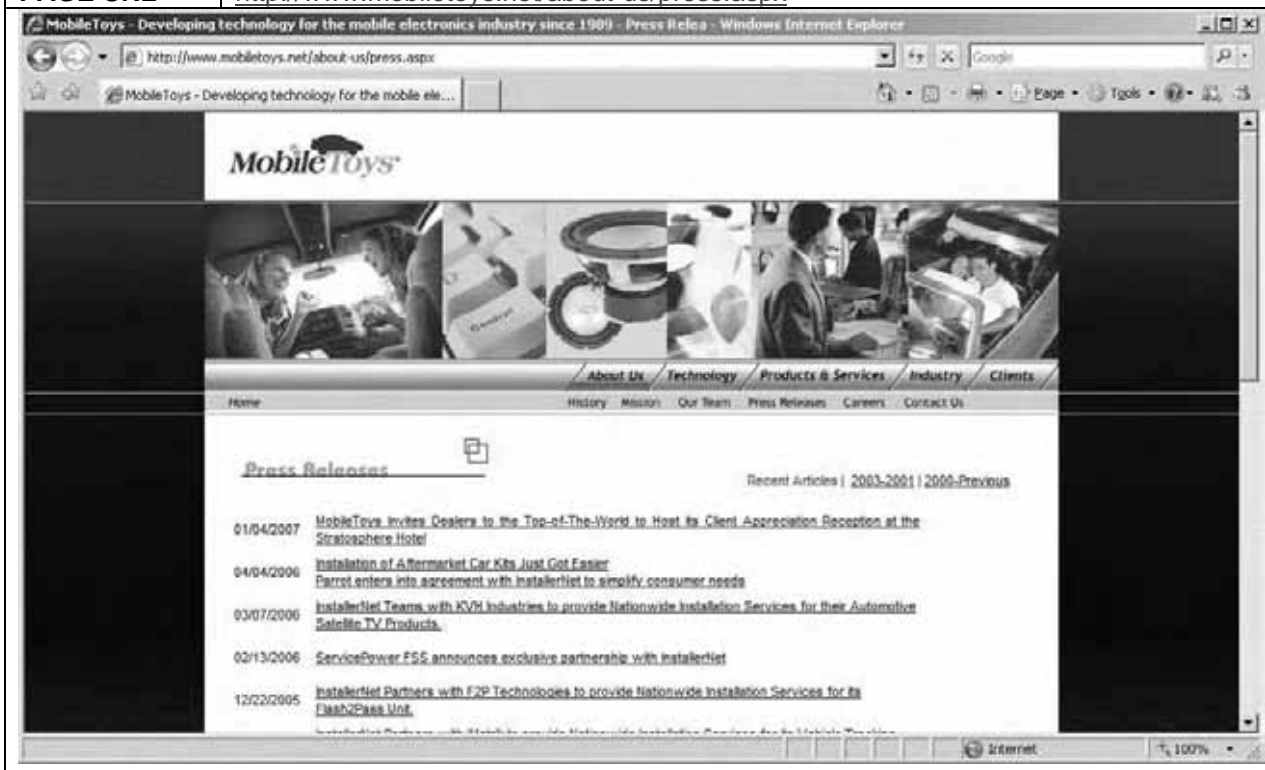 PAGE URL http://www.mobiletoys.net/about-us/press.aspx
MobileToys - Developing technology for the mobile electronics industry since 1989 - Press Relea - Windows Internet Explorer
http://www.mobiletoys.net/about-us/press.aspx
Google
MobileToys - Developing technology for the mobile ele...
Page
Tools
MobileToys
About Us Technology Products & Services Industry Clients
Home History Mission Our Team Press Releases Careers Contact Us
Press Releases
Recent Articles | 2003-2001 | 2000-Previous
01/04/2007 MobileToys Invites Dealers to the Top-of-The-World to Host its Client Appreciation Reception at the
Stratosphere Hotel
04/04/2006 Installation of Aftermarket Car Kits Just Got Easier
Parrot enters into agreement with InstallerNet to simplify consumer needs
03/07/2006 InstallerNet Teams with KVH Industries to provide Nationwide Installation Services for their Automotive
Satellite TV Products.
02/13/2006 ServicePower FSS announces exclusive partnership with InstallerNet
12/22/2005 InstallerNet Partners with F2P Technologies to provide Nationwide Installation Services for its
Flash2Pass Unit.
Internet
100%